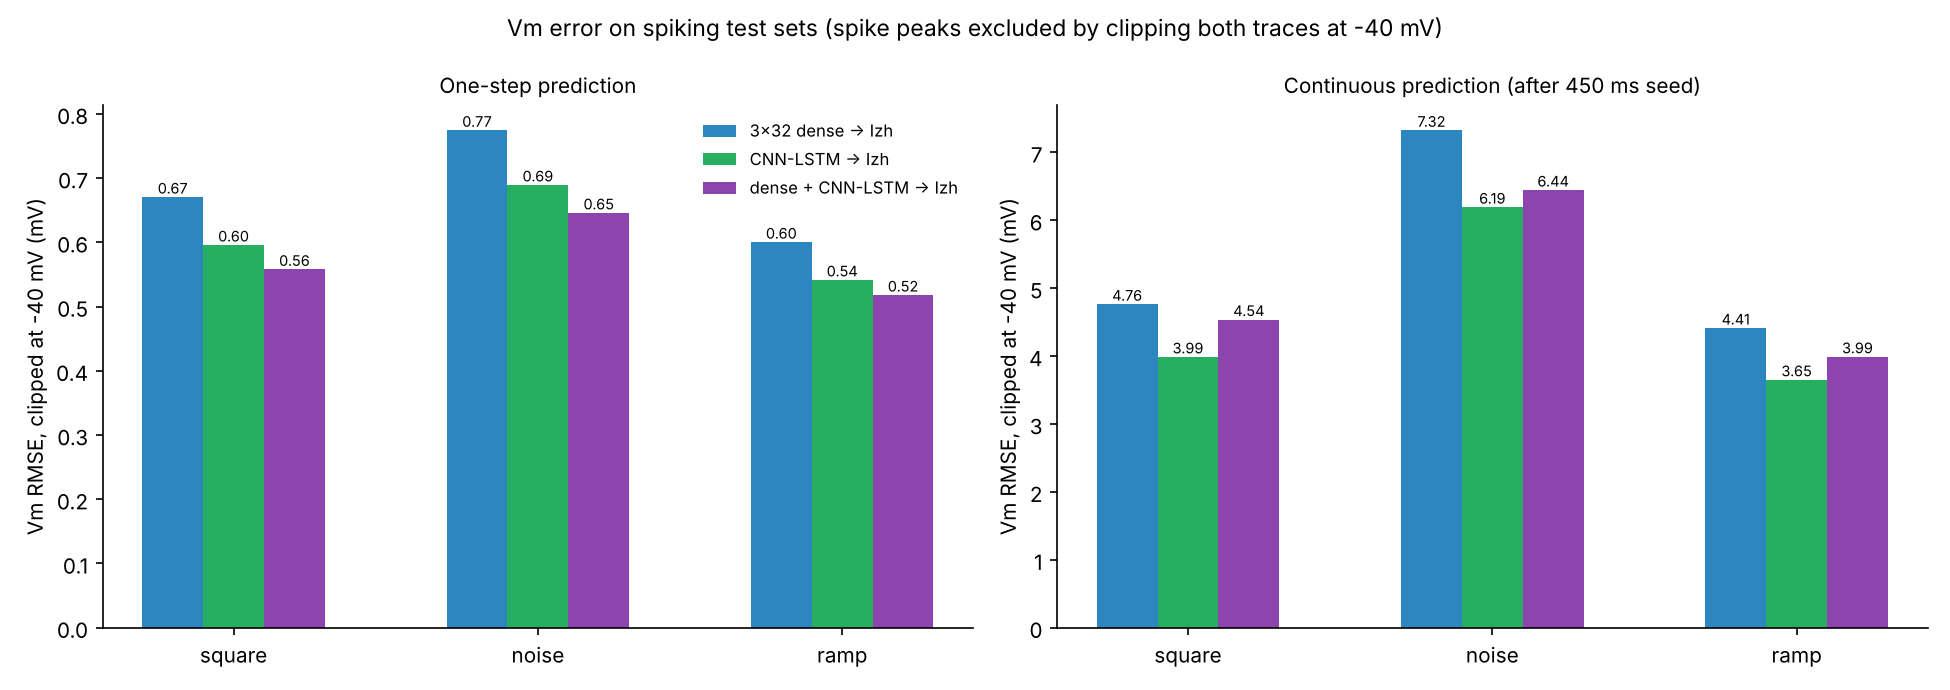 Vm error on spiking test sets (spike peaks excluded by clipping both traces at -40 mV)
One-step prediction
Vm RMSE, clipped at -40 mV (mV)
0.8
0.7
0.6
0.5
0.4
0.3
0.2
0.1
0.0
0.67
0.60
0.56
0.77
0.69
0.65
0.60
0.54
0.52
3×32 dense → Izh
CNN-LSTM → Izh
dense + CNN-LSTM → Izh
square
noise
ramp
Continuous prediction (after 450 ms seed)
Vm RMSE, clipped at -40 mV (mV)
7
6
5
4
3
2
1
0
4.76
3.99
4.54
7.32
6.19
6.44
4.41
3.65
3.99
square
noise
ramp